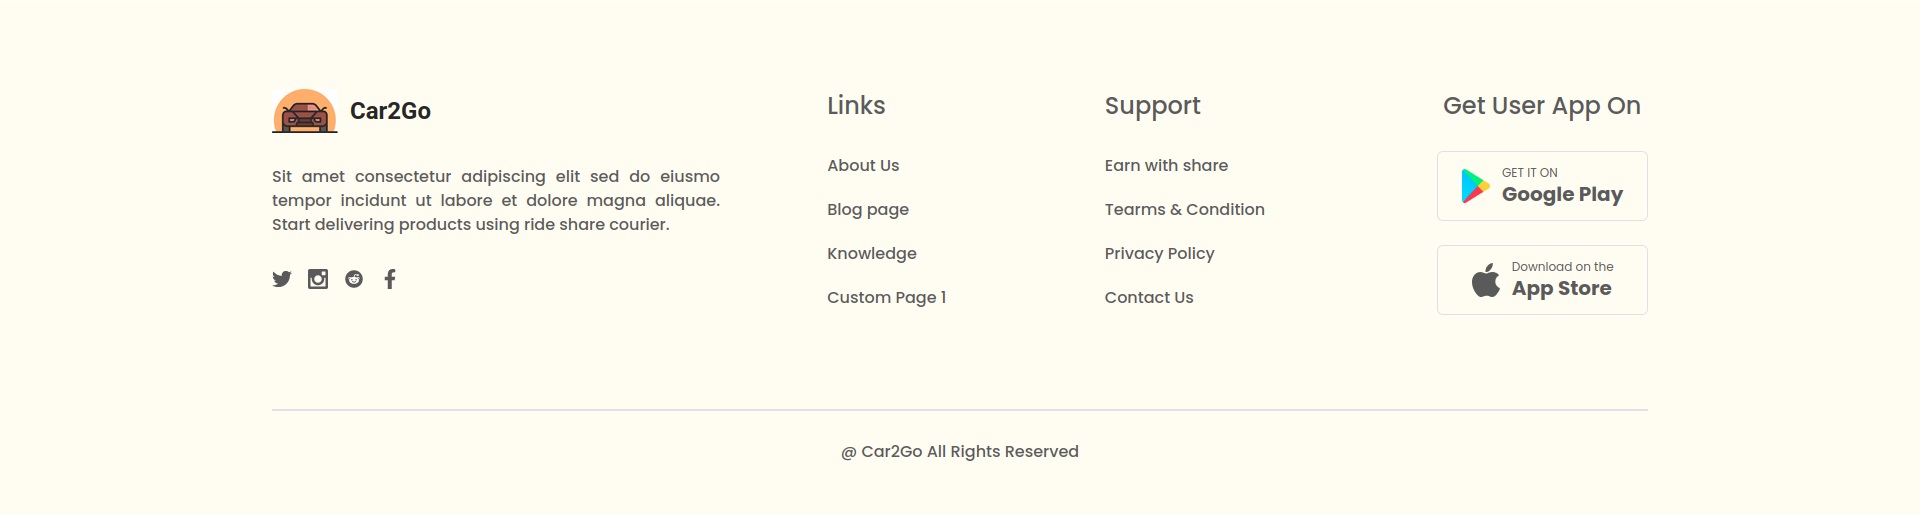 Car2Go
Sit amet consectetur adipiscing elit sed do eiusmo
tempor incidunt ut labore et dolore magna aliquae.
Start delivering products using ride share courier.
Links
About Us
Blog page
Knowledge
Custom Page 1
Support
Earn with share
Tearms & Condition
Privacy Policy
Contact Us
Get User App On
GET IT ON
Google Play
Download on the
App Store
@ Car2Go All Rights Reserved